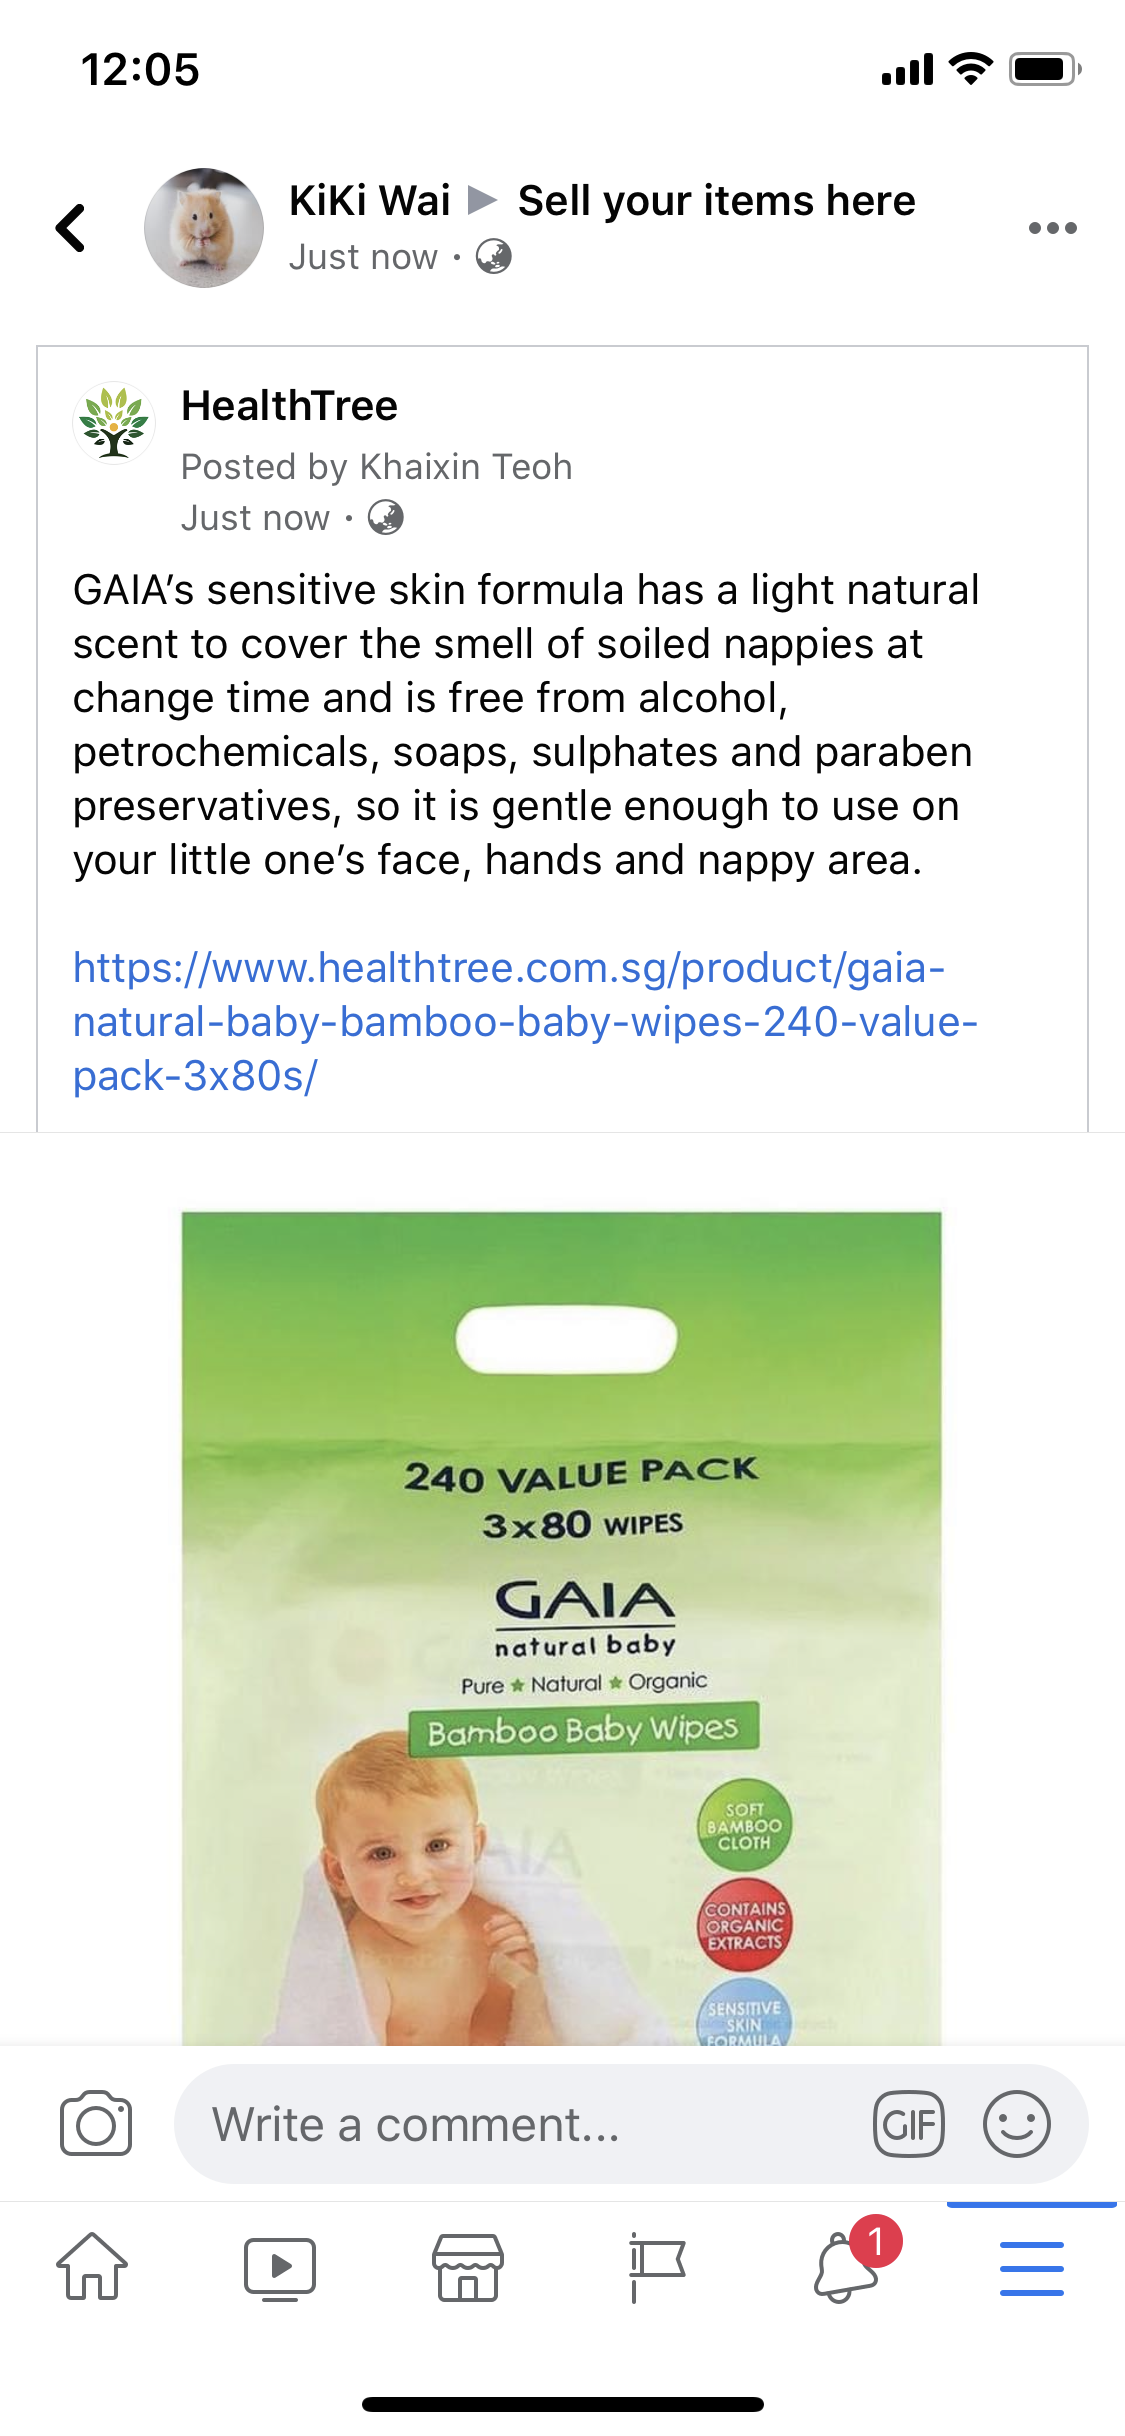 12:05
KiKi Wai ▶ Sell your items here
Just now ·
HealthTree
Posted by Khaixin Teoh
Just now ·
GAIA’s sensitive skin formula has a light natural
scent to cover the smell of soiled nappies at
change time and is free from alcohol,
petrochemicals, soaps, sulphates and paraben
preservatives, so it is gentle enough to use on
your little one’s face, hands and nappy area.
https://www.healthtree.com.sg/product/gaia-
natural-baby-bamboo-baby-wipes-240-value-
pack-3x80s/
240 VALUE PACK
3x80 WIPES
GAIA
natural baby
Pure ★ Natural ★ Organic
Bamboo Baby Wipes
SOFT
BAMBOO
CLOTH
CONTAINS
ORGANIC
EXTRACTS
SENSITIVE
SKIN
FORMULA
Write a comment...
GIF
1